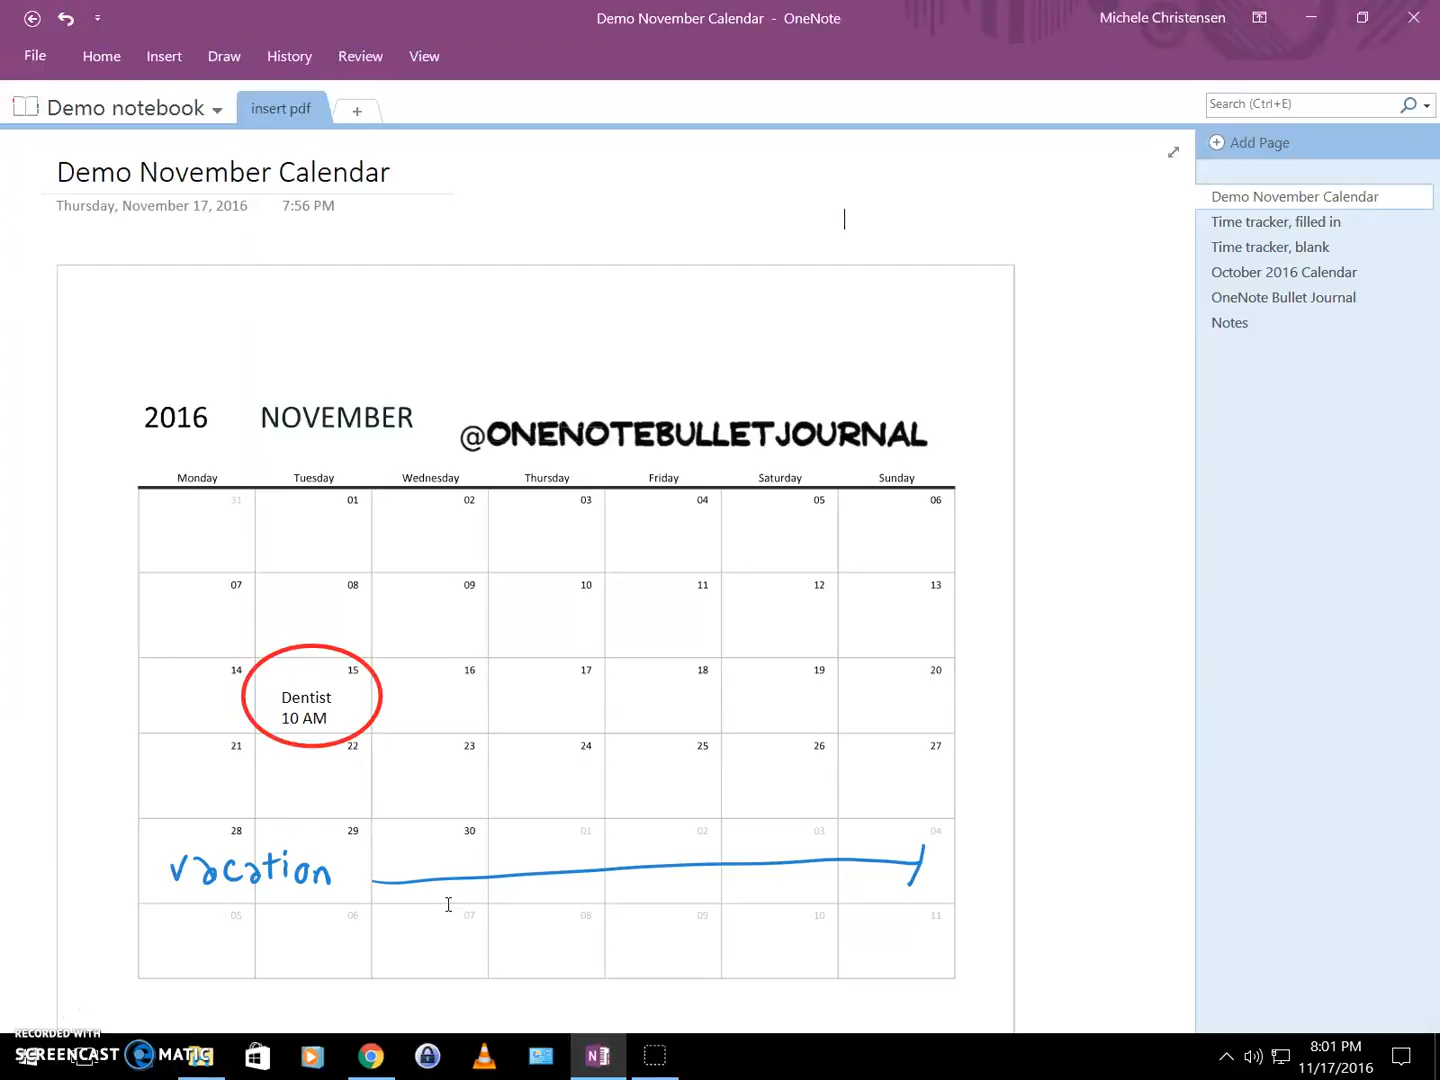 Demo November Calendar - OneNote
Michele Christensen
File Home Insert Draw History Review View
Demo notebook
insert pdf
+
Search (Ctrl+E)
Add Page
Demo November Calendar
Thursday, November 17, 2016 7:56 PM
Demo November Calendar
Time tracker, filled in
Time tracker, blank
October 2016 Calendar
OneNote Bullet Journal
Notes
2016 NOVEMBER @ONENOTEBULLETJOURNAL
Monday Tuesday Wednesday Thursday Friday Saturday Sunday
31 01 02 03 04 05 06
07 08 09 10 11 12 13
14 15 16 17 18 19 20
Dentist
10 AM
21 22 23 24 25 26 27
28 29 30 01 02 03 04
vacation
05 06 07 08 09 10 11
RECORDED WITH
SCREENCAST MATIC
8:01 PM
11/17/2016